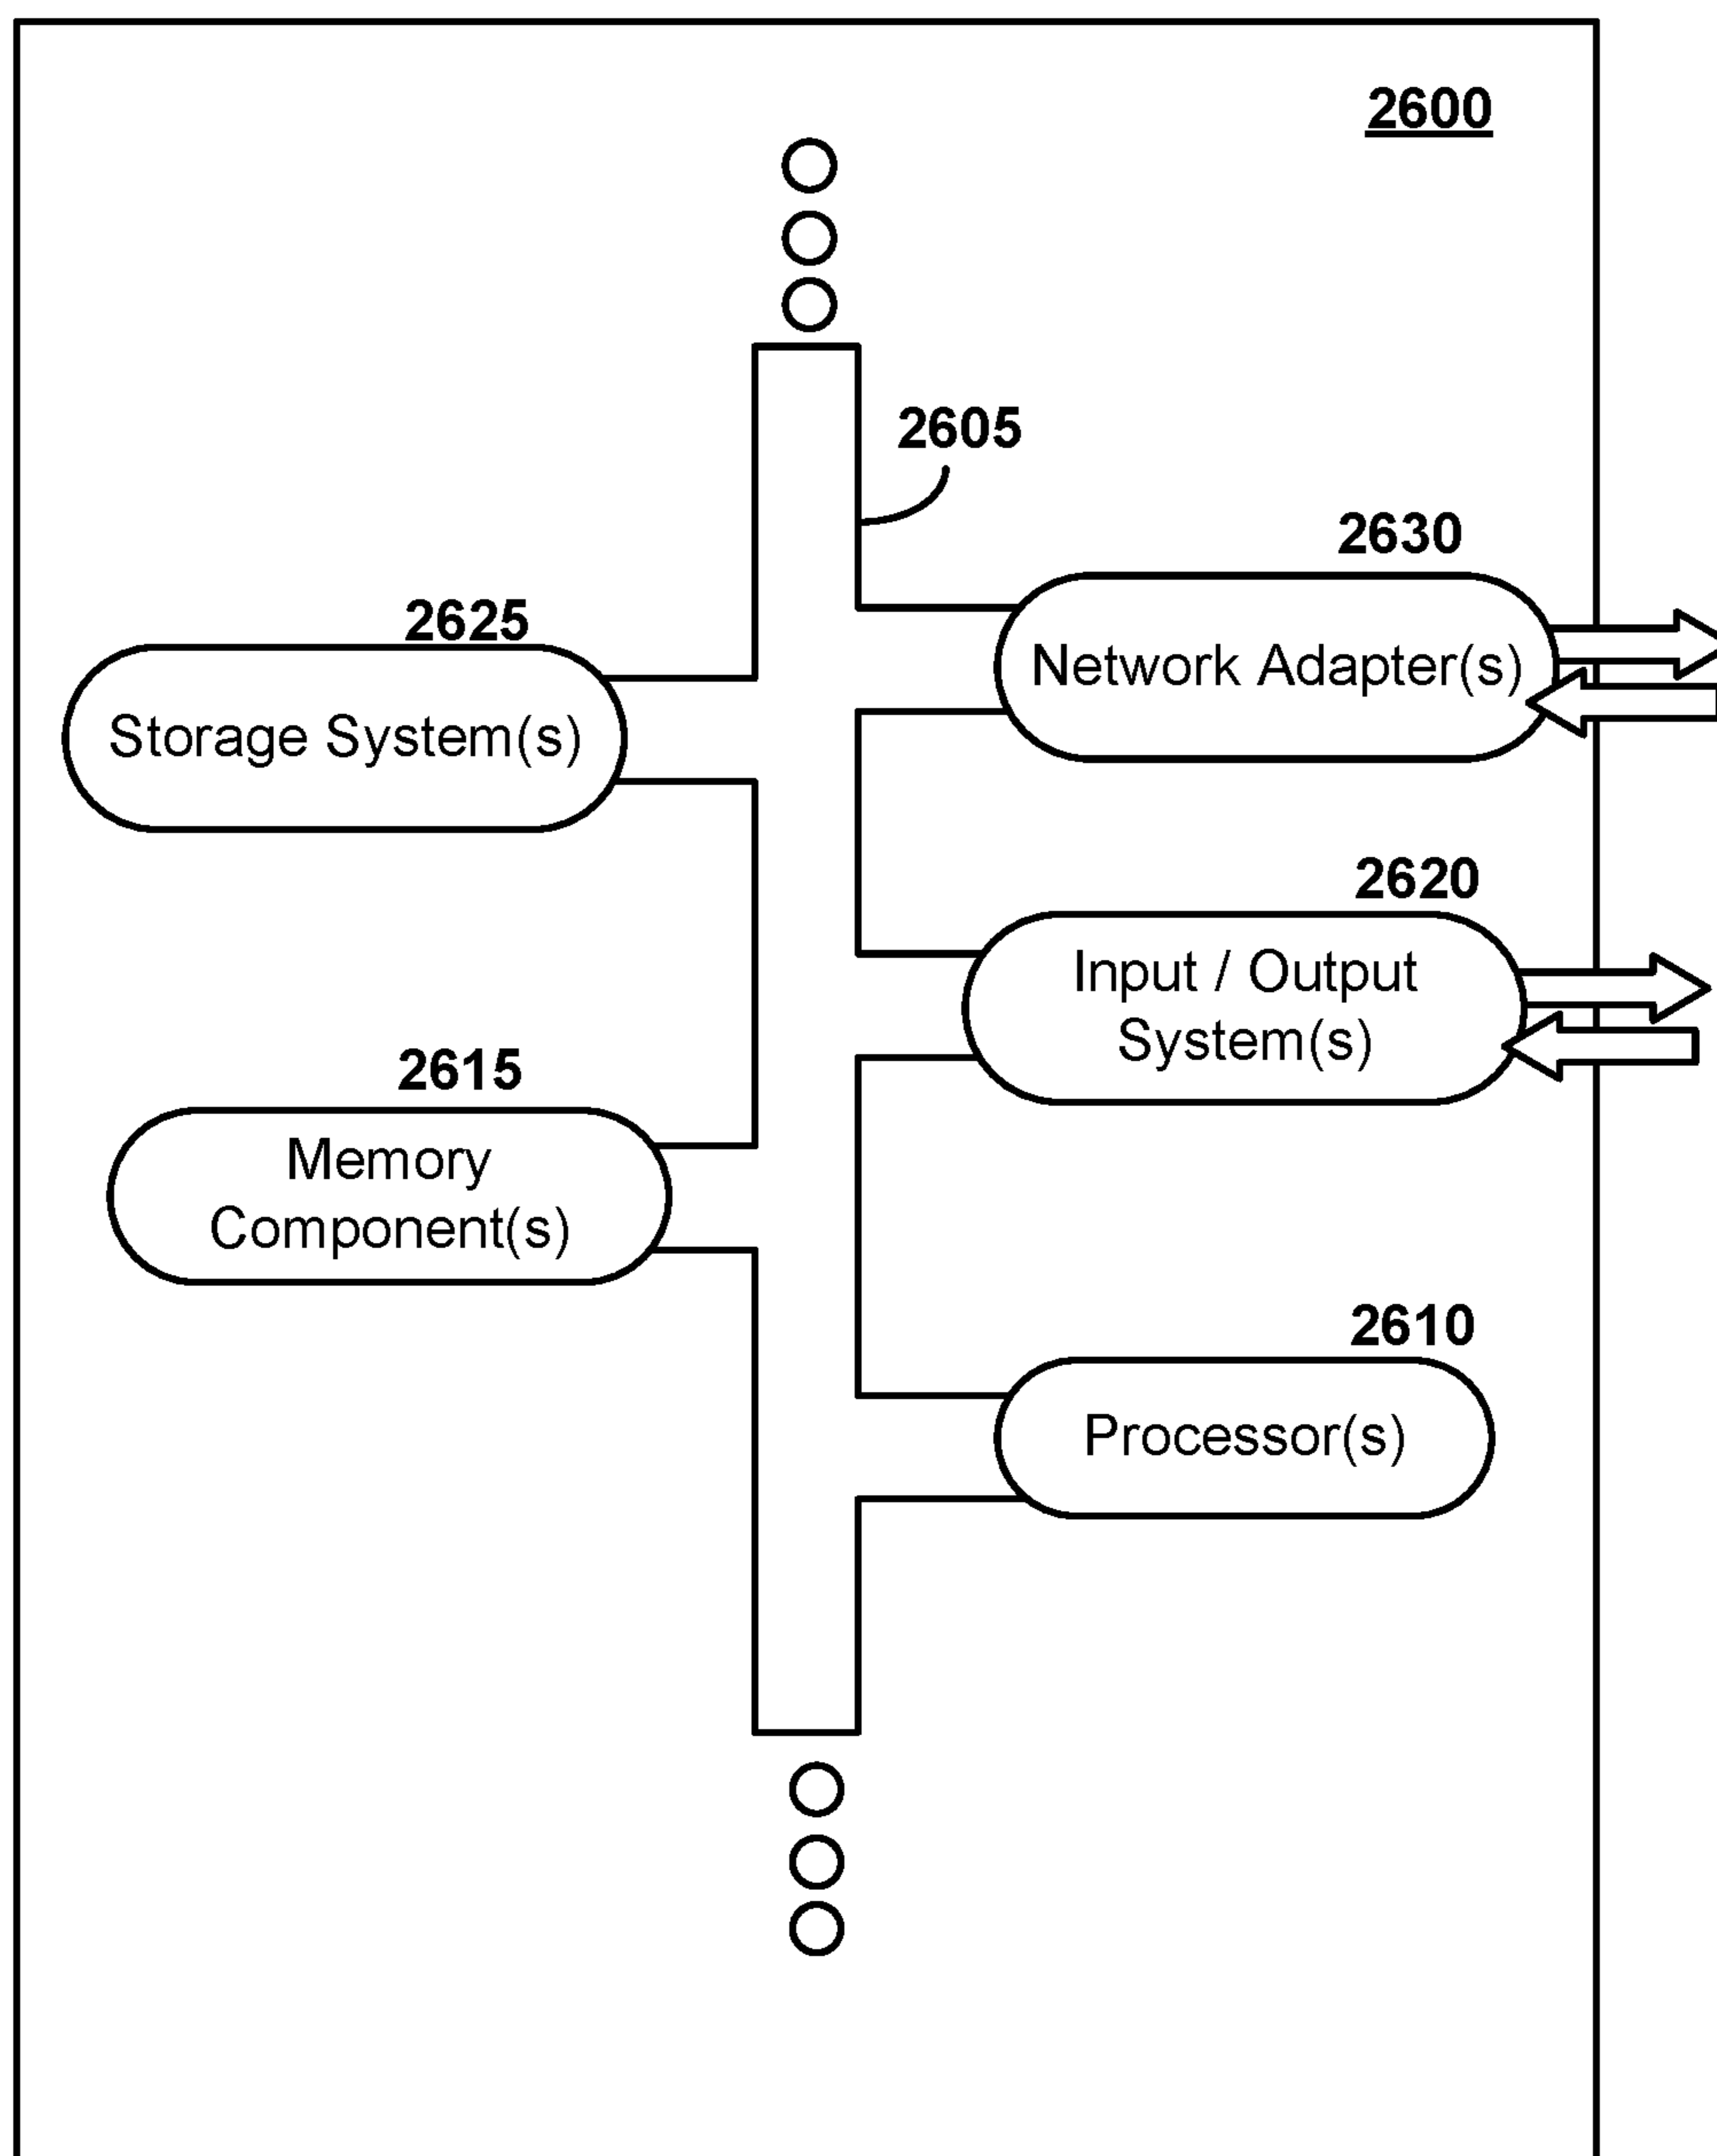 2600
2605
2630
Network Adapter(s)
2625
Storage System(s)
2620
Input / Output
System(s)
2615
Memory
Component(s)
2610
Processor(s)